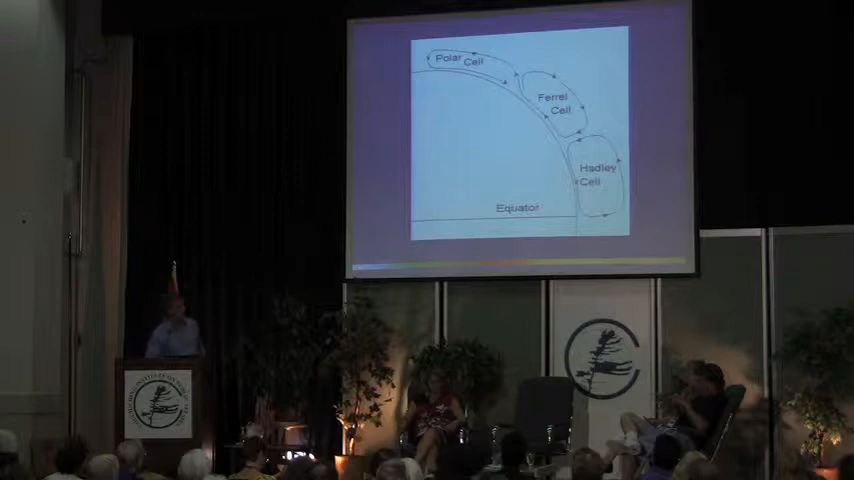 Polar
Cell
Ferrel
Cell
Hadley
Cell
Equator